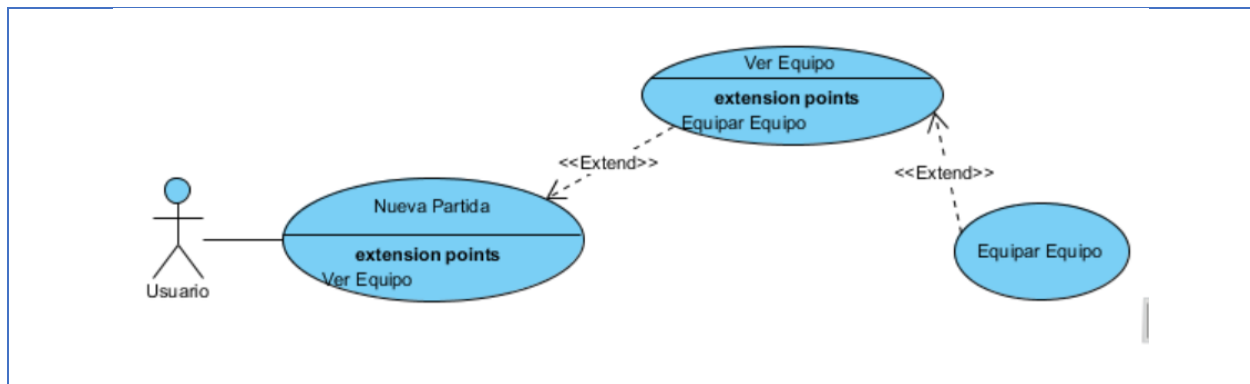 Ver Equipo
extension points
Equipar Equipo
<<Extend>>
<<Extend>>
Nueva Partida
extension points
Ver Equipo
Equipar Equipo
Usuario